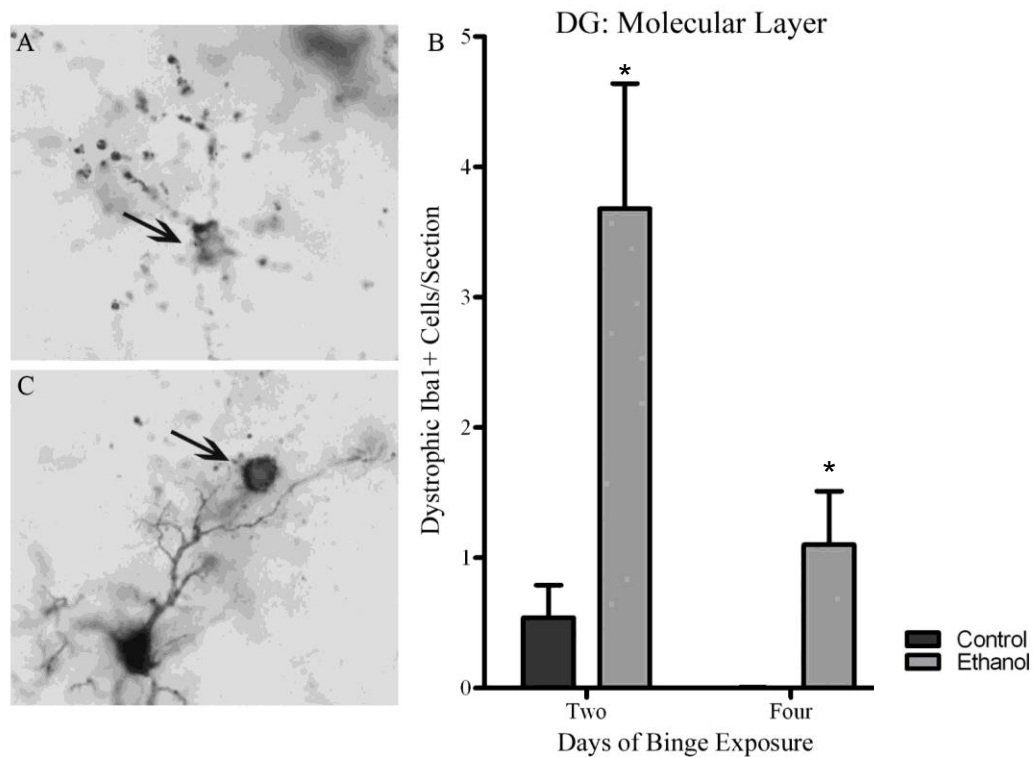 A
B
DG: Molecular Layer
5
*
4
3
2
*
1
0
Dystrophic Iba1+ Cells/Section
Two
Four
Days of Binge Exposure
Control
Ethanol
C